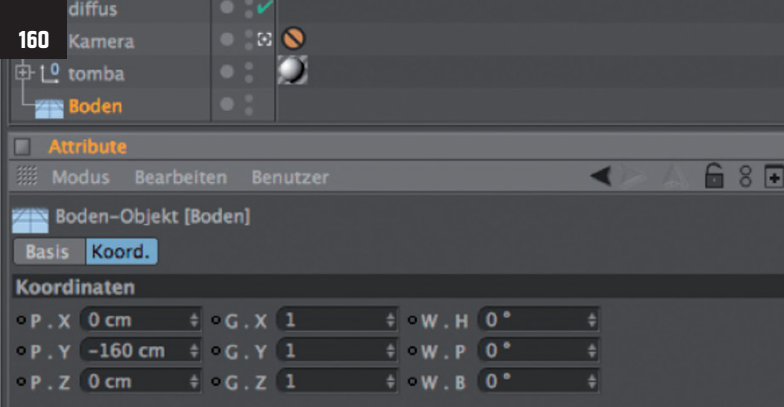 diffus
160
Kamera
0
tomba
Boden
Attribute
Modus Bearbeiten Benutzer
Boden-Objekt [Boden]
Basis Koord.
Koordinaten
P . X 0 cm G . X 1 W . H 0 °
P . Y -160 cm G . Y 1 W . P 0 °
P . Z 0 cm G . Z 1 W . B 0 °